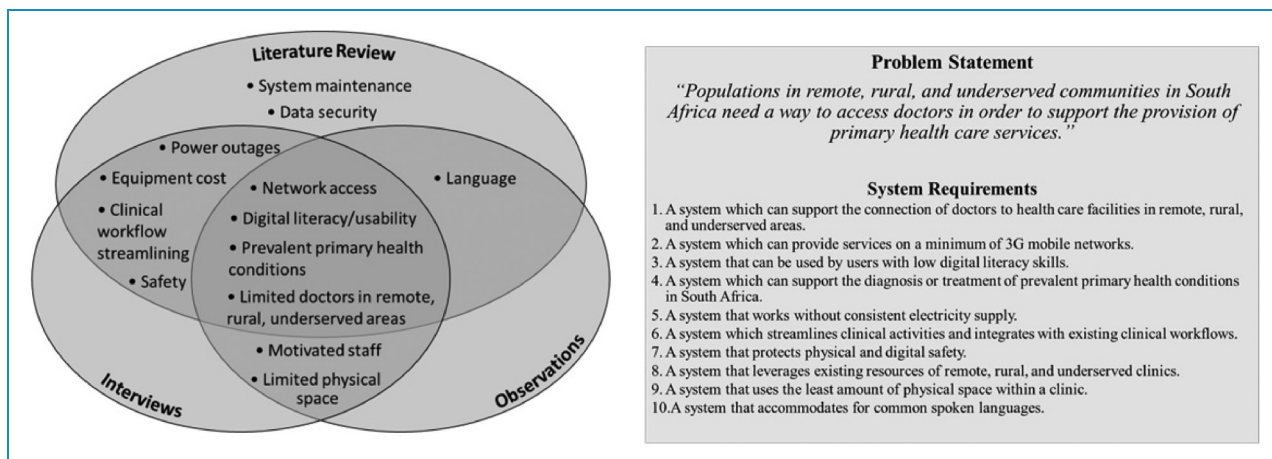 Literature Review
• System maintenance
• Data security
• Power outages
• Equipment cost
• Clinical
workflow
streamlining
• Safety
• Network access
• Digital literacy/usability
• Prevalent primary health
conditions
• Limited doctors in remote,
rural, underserved areas
• Language
• Motivated staff
• Limited physical
space
Interviews
Observations
Problem Statement
“Populations in remote, rural, and underserved communities in South
Africa need a way to access doctors in order to support the provision of
primary health care services.”
System Requirements
1. A system which can support the connection of doctors to health care facilities in remote, rural,
and underserved areas.
2. A system which can provide services on a minimum of 3G mobile networks.
3. A system that can be used by users with low digital literacy skills.
4. A system which can support the diagnosis or treatment of prevalent primary health conditions
in South Africa.
5. A system that works without consistent electricity supply.
6. A system which streamlines clinical activities and integrates with existing clinical workflows.
7. A system that protects physical and digital safety.
8. A system that leverages existing resources of remote, rural, and underserved clinics.
9. A system that uses the least amount of physical space within a clinic.
10.A system that accommodates for common spoken languages.